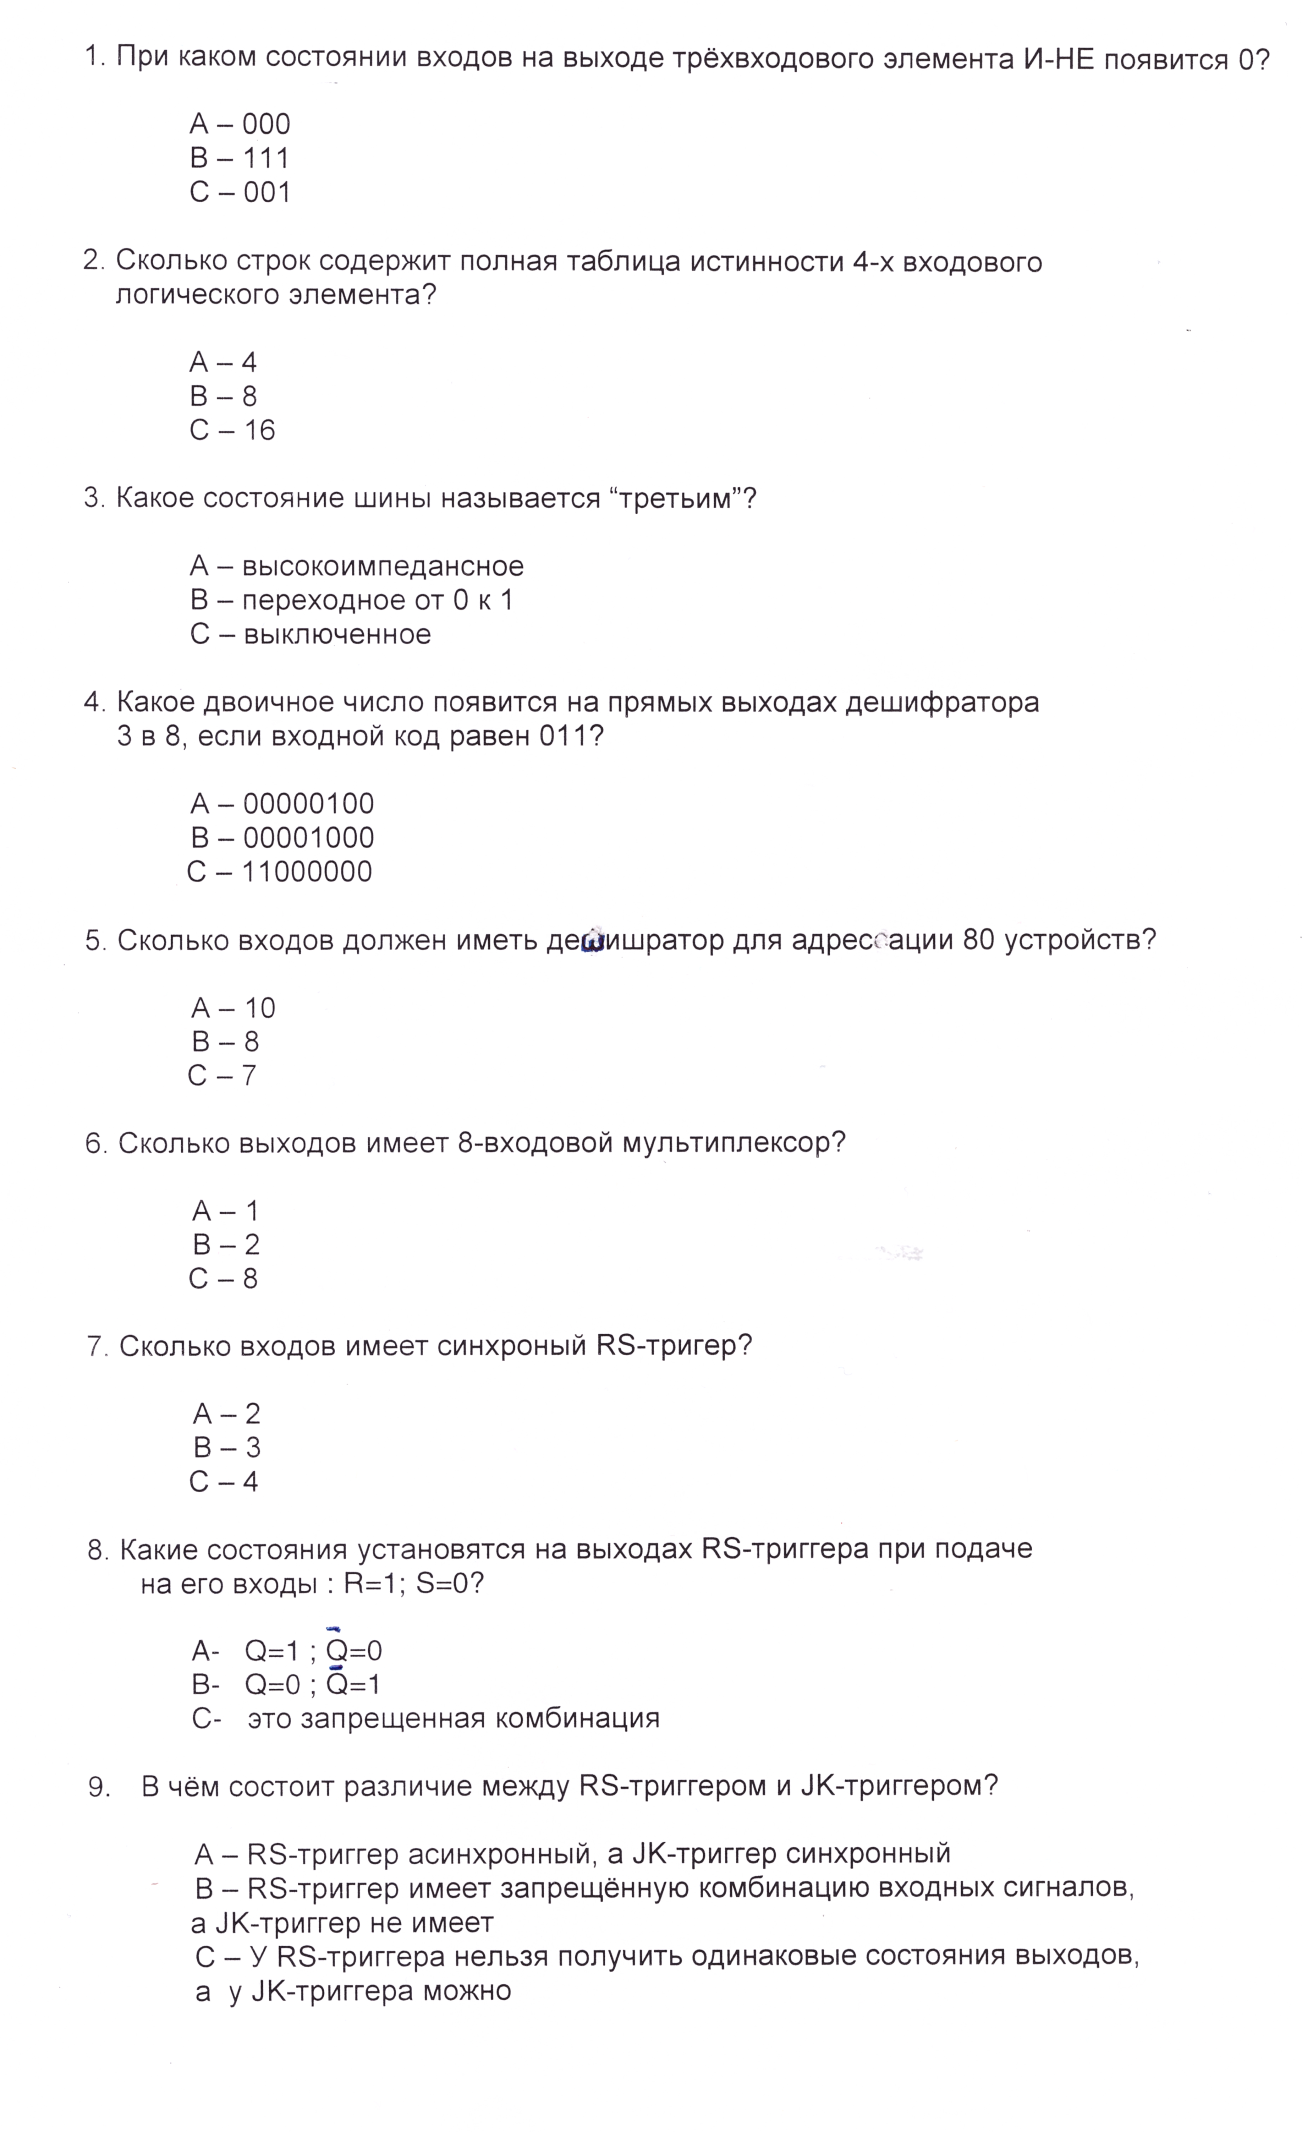 1. При каком состоянии входов на выходе трёхвходового элемента И-НЕ появится 0?
А – 000
В – 111
С – 001
2. Сколько строк содержит полная таблица истинности 4-х входового
логического элемента?
А – 4
В – 8
С – 16
3. Какое состояние шины называется “третьим”?
А – высокоимпедансное
В – переходное от 0 к 1
С – выключенное
4. Какое двоичное число появится на прямых выходах дешифратора
3 в 8, если входной код равен 011?
А – 00000100
В – 00001000
С – 11000000
5. Сколько входов должен иметь дешишратор для адрессации 80 устройств?
А – 10
В – 8
С – 7
6. Сколько выходов имеет 8-входовой мультиплексор?
А – 1
В – 2
С – 8
7. Сколько входов имеет синхроный RS-тригер?
А – 2
В – 3
С – 4
8. Какие состояния установятся на выходах RS-триггера при подаче
на его входы : R=1; S=0?
А- Q=1 ; Q̅=0
В- Q=0 ; Q̅=1
С- это запрещенная комбинация
9. В чём состоит различие между RS-триггером и JK-триггером?
А – RS-триггер асинхронный, а JK-триггер синхронный
В – RS-триггер имеет запрещённую комбинацию входных сигналов,
а JK-триггер не имеет
С – У RS-триггера нельзя получить одинаковые состояния выходов,
а у JK-триггера можно